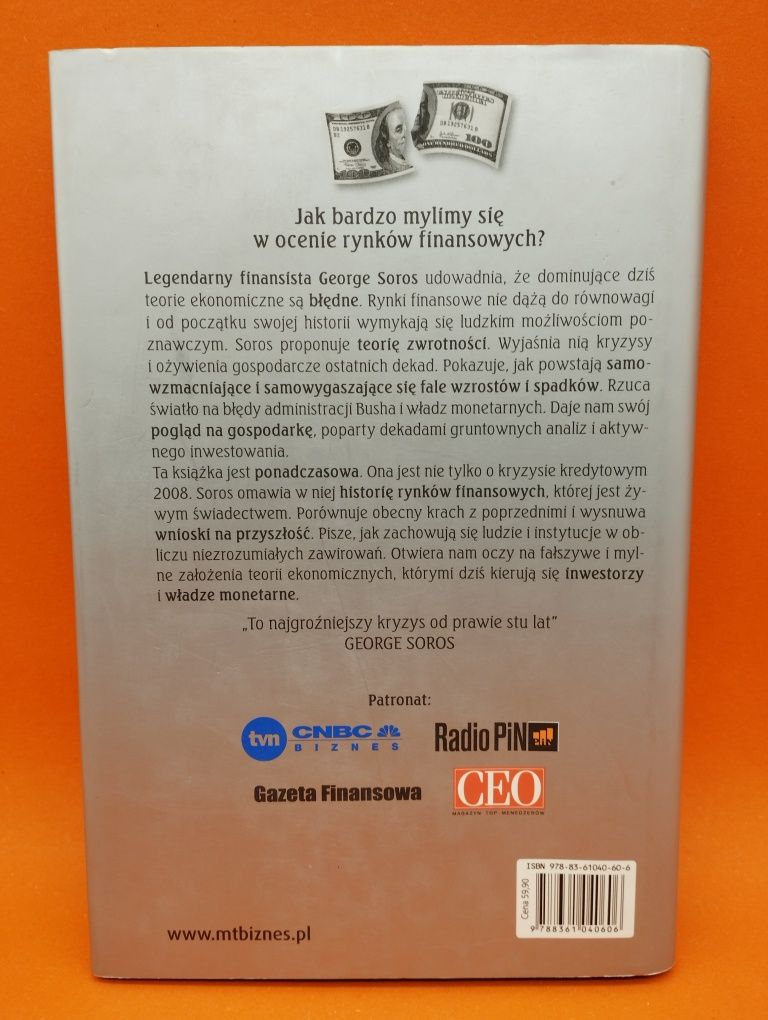 DB 19257631 B
B2
100
DB 19257631 B
100
Jak bardzo mylimy się
w ocenie rynków finansowych?
Legendarny finansista George Soros udowadnia, że dominujące dziś
teorie ekonomiczne są błędne. Rynki finansowe nie dążą do równowagi
i od początku swojej historii wymykają się ludzkim możliwościom po-
znawczym. Soros proponuje teorię zwrotności. Wyjaśnia nią kryzysy
i ożywienia gospodarcze ostatnich dekad. Pokazuje, jak powstają samo-
wzmacniające i samowygaszające się fale wzrostów i spadków. Rzuca
światło na błędy administracji Busha i władz monetarnych. Daje nam swój
pogląd na gospodarkę, poparty dekadami gruntownych analiz i aktyw-
nego inwestowania.
Ta książka jest ponadczasowa. Ona jest nie tylko o kryzysie kredytowym
2008. Soros omawia w niej historię rynków finansowych, której jest ży-
wym świadectwem. Porównuje obecny krach z poprzednimi i wysnuwa
wnioski na przyszłość. Pisze, jak zachowują się ludzie i instytucje w ob-
liczu niezrozumiałych zawirowań. Otwiera nam oczy na fałszywe i myl-
ne założenia teorii ekonomicznych, którymi dziś kierują się inwestorzy
i władze monetarne.
„To najgroźniejszy kryzys od prawie stu lat”
GEORGE SOROS
Patronat:
tvn CNBC
BIZNES
Radio PiN
Gazeta Finansowa
CEO
MAGAZYN TOP MENEDŻERÓW
ISBN 978-83-61040-60-6
Cena 59,90
9 788361 040606
www.mtbiznes.pl